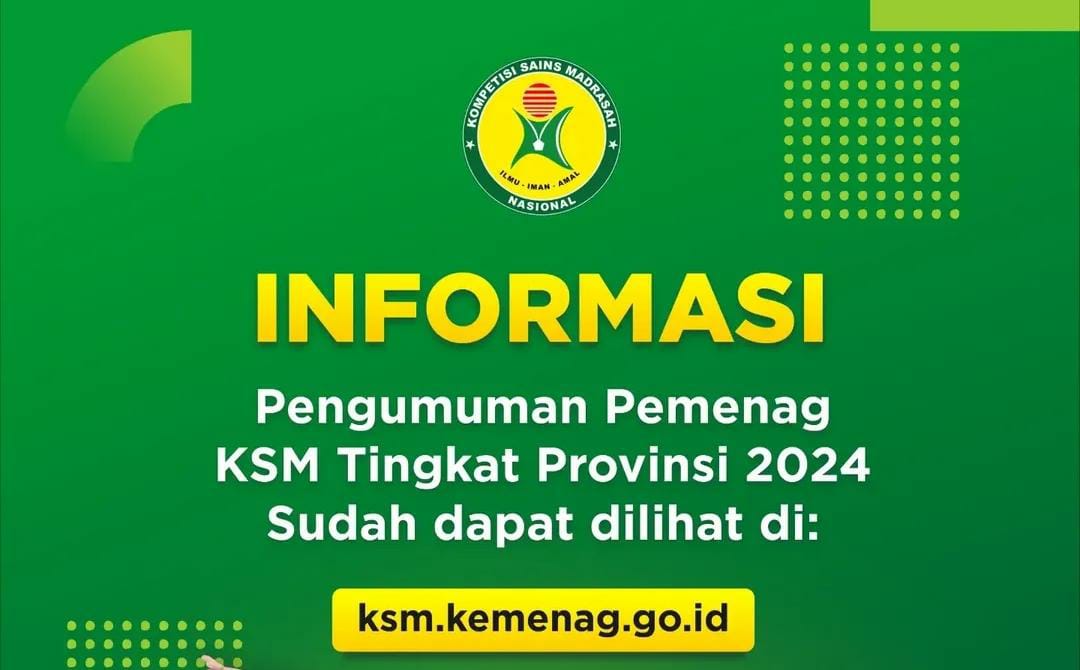 KOMPETISI SAINS MADRASAH
ILMU - IMAN - AMAL
NASIONAL
INFORMASI
Pengumuman Pemenag
KSM Tingkat Provinsi 2024
Sudah dapat dilihat di:
ksm.kemenag.go.id